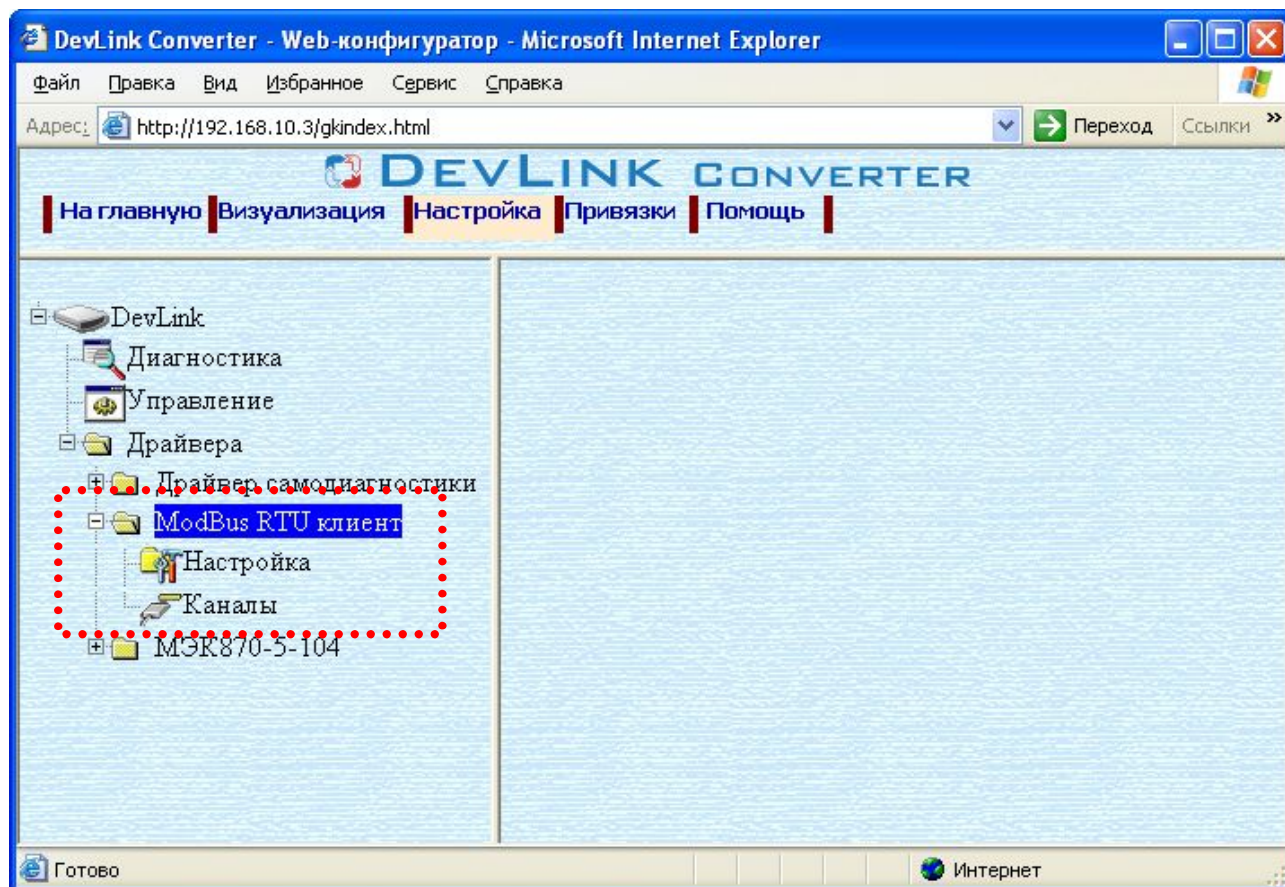 DevLink Converter - Web-конфигуратор - Microsoft Internet Explorer
Файл Правка Вид Избранное Сервис Справка
Адрес: http://192.168.10.3/gkindex.html Переход Ссылки »
DEVLINK CONVERTER
На главную Визуализация Настройка Привязки Помощь
DevLink
Диагностика
Управление
Драйвера
Драйвер самодиагностики
ModBus RTU клиент
Настройка
Каналы
МЭК870-5-104
Готово Интернет